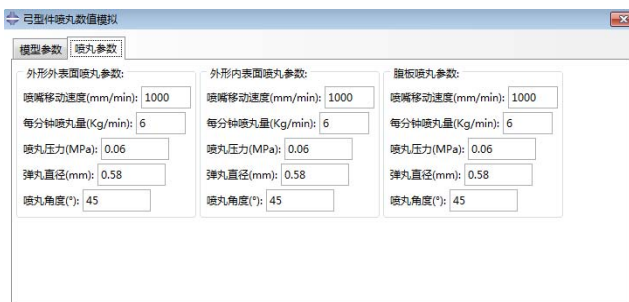 弓型件喷丸数值模拟
模型参数 喷丸参数
外形外表面喷丸参数:
喷嘴移动速度(mm/min): 1000
每分钟喷丸量(Kg/min): 6
喷丸压力(MPa): 0.06
弹丸直径(mm): 0.58
喷丸角度(°): 45
外形内表面喷丸参数:
喷嘴移动速度(mm/min): 1000
每分钟喷丸量(Kg/min): 6
喷丸压力(MPa): 0.06
弹丸直径(mm): 0.58
喷丸角度(°): 45
腹板喷丸参数:
喷嘴移动速度(mm/min): 1000
每分钟喷丸量(Kg/min): 6
喷丸压力(MPa): 0.06
弹丸直径(mm): 0.58
喷丸角度(°): 45